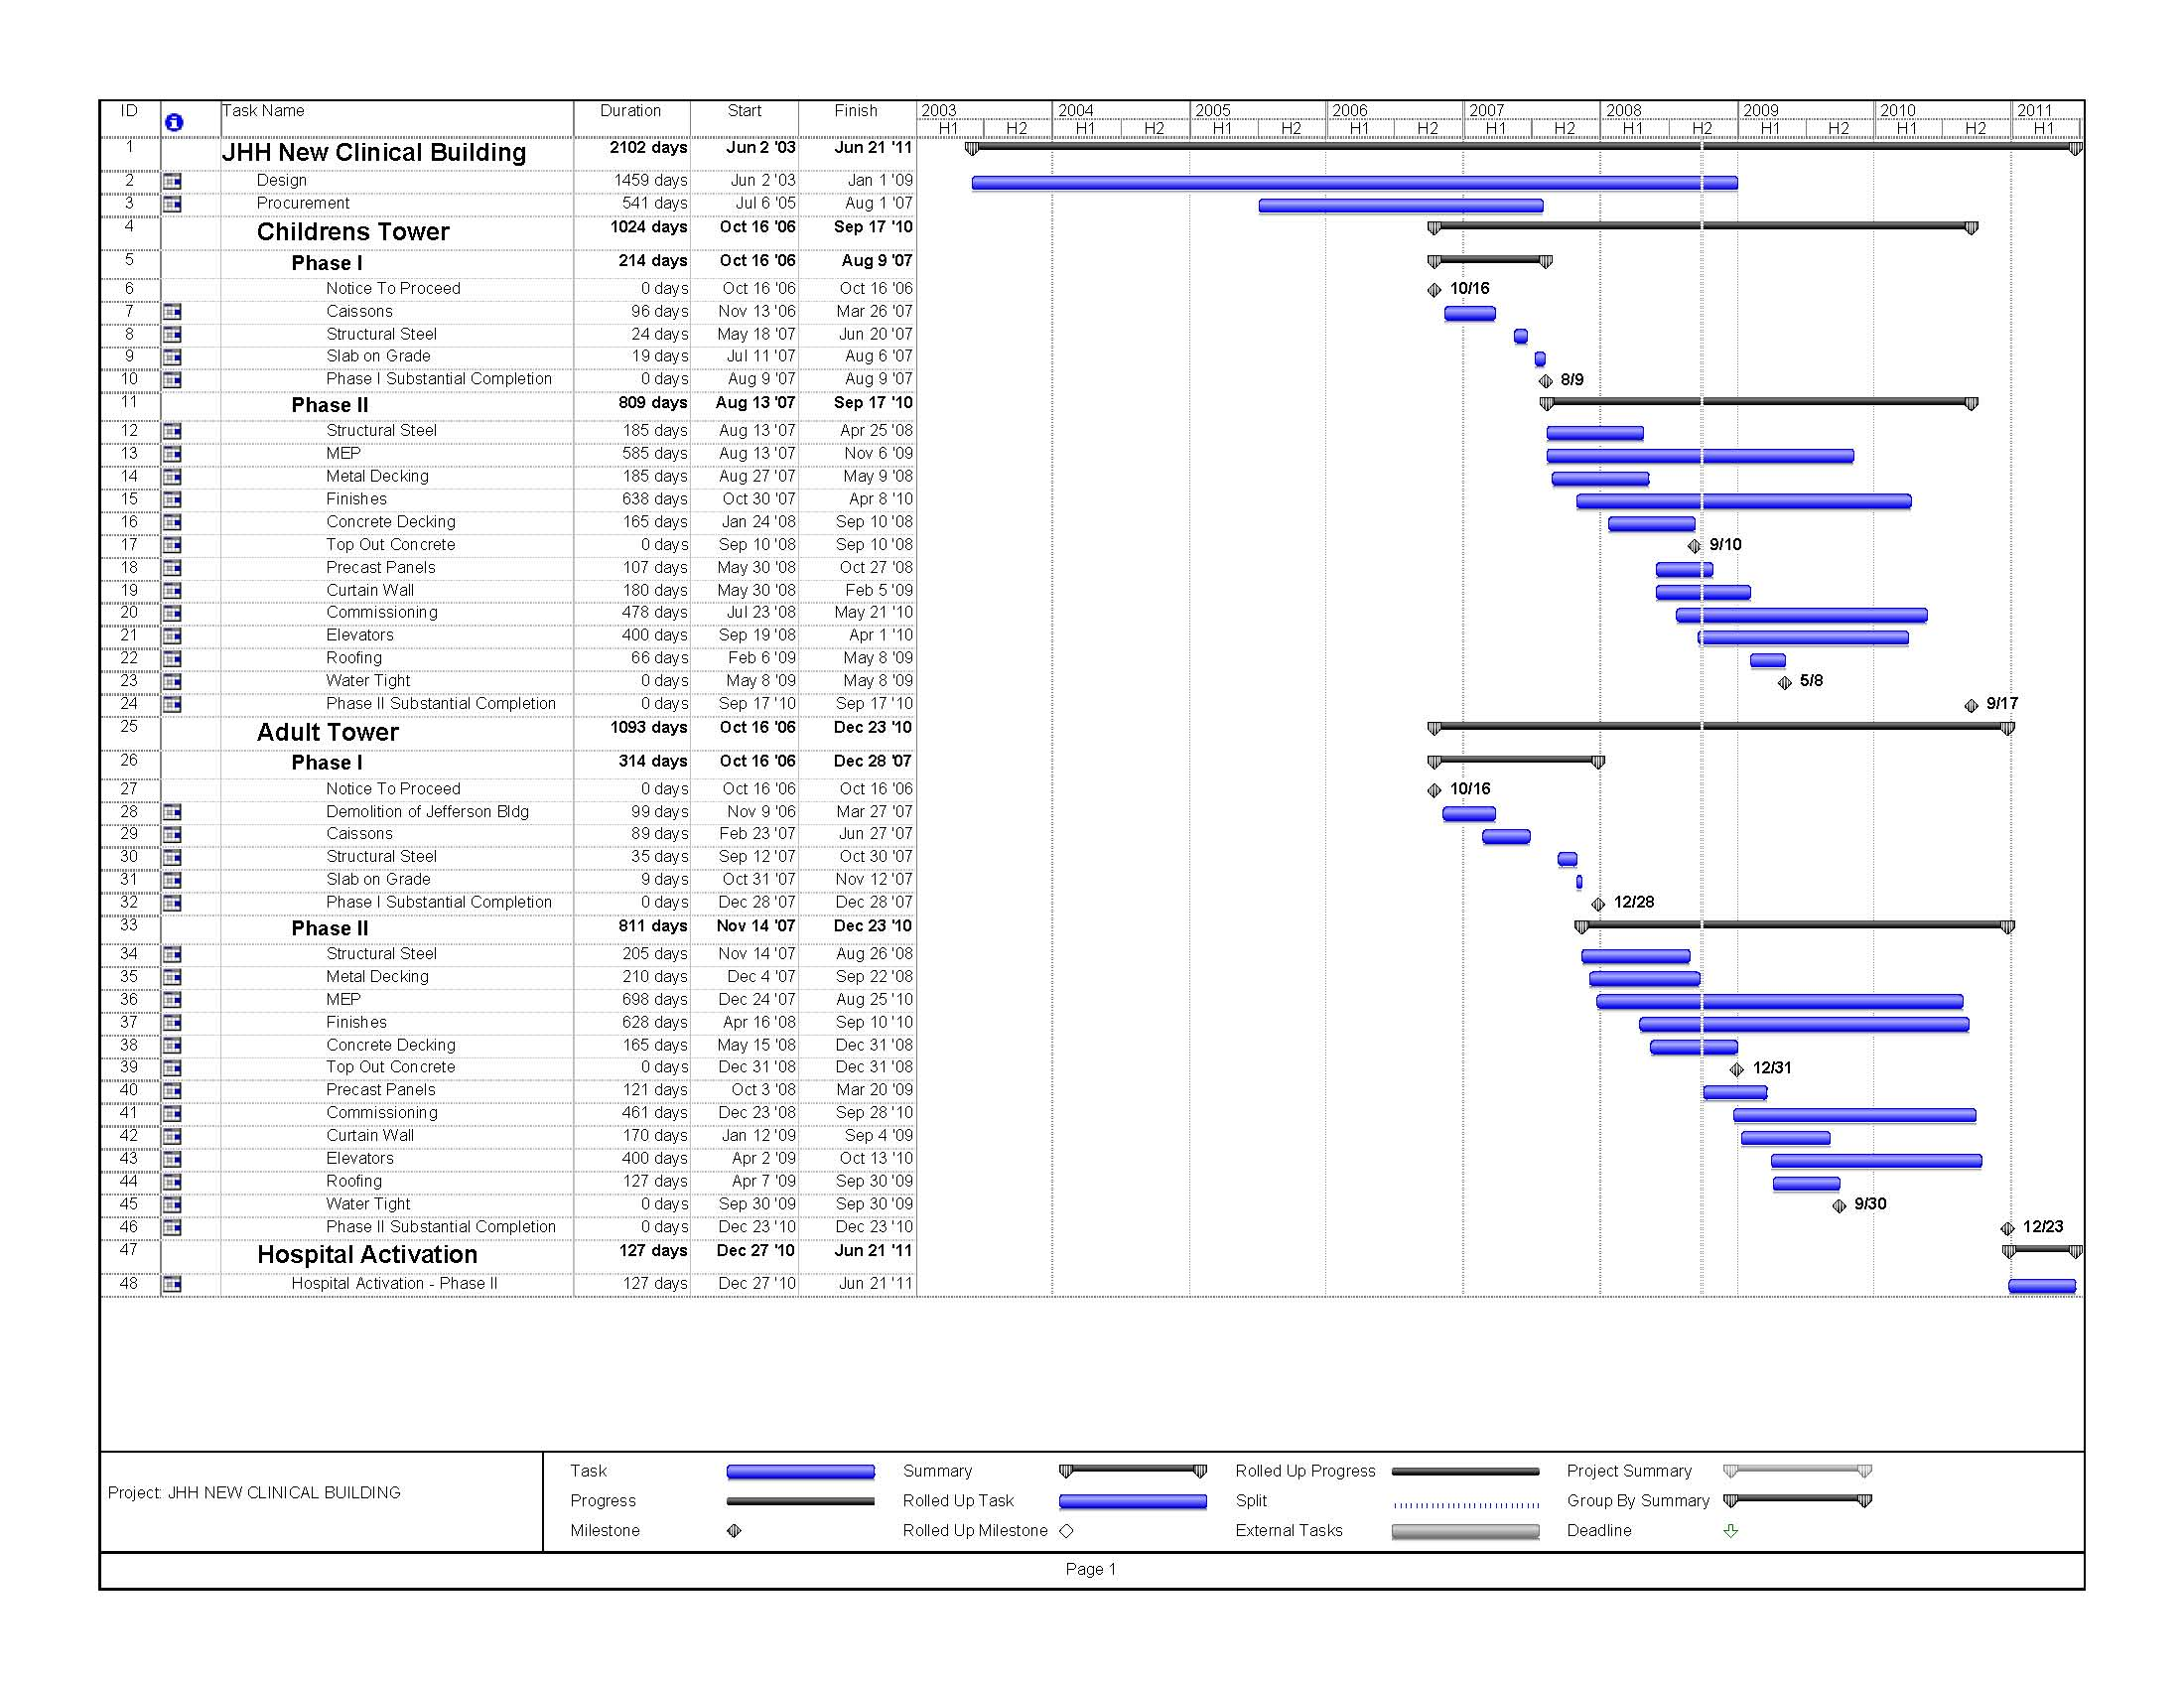 ID Task Name Duration Start Finish 2003 2004 2005 2006 2007 2008 2009 2010 2011
H1 H2 H1 H2 H1 H2 H1 H2 H1 H2 H1 H2 H1 H2 H1 H2 H1
1 JHH New Clinical Building 2102 days Jun 2 '03 Jun 21 '11
2 Design 1459 days Jun 2 '03 Jan 1 '09
3 Procurement 541 days Jul 6 '05 Aug 1 '07
4 Childrens Tower 1024 days Oct 16 '06 Sep 17 '10
5 Phase I 214 days Oct 16 '06 Aug 9 '07
6 Notice To Proceed 0 days Oct 16 '06 Oct 16 '06 10/16
7 Caissons 96 days Nov 13 '06 Mar 26 '07
8 Structural Steel 24 days May 18 '07 Jun 20 '07
9 Slab on Grade 19 days Jul 11 '07 Aug 6 '07
10 Phase I Substantial Completion 0 days Aug 9 '07 Aug 9 '07 8/9
11 Phase II 809 days Aug 13 '07 Sep 17 '10
12 Structural Steel 185 days Aug 13 '07 Apr 25 '08
13 MEP 585 days Aug 13 '07 Nov 6 '09
14 Metal Decking 185 days Aug 27 '07 May 9 '08
15 Finishes 638 days Oct 30 '07 Apr 8 '10
16 Concrete Decking 165 days Jan 24 '08 Sep 10 '08
17 Top Out Concrete 0 days Sep 10 '08 Sep 10 '08 9/10
18 Precast Panels 107 days May 30 '08 Oct 27 '08
19 Curtain Wall 180 days May 30 '08 Feb 5 '09
20 Commissioning 478 days Jul 23 '08 May 21 '10
21 Elevators 400 days Sep 19 '08 Apr 1 '10
22 Roofing 66 days Feb 6 '09 May 8 '09
23 Water Tight 0 days May 8 '09 May 8 '09 5/8
24 Phase II Substantial Completion 0 days Sep 17 '10 Sep 17 '10 9/17
25 Adult Tower 1093 days Oct 16 '06 Dec 23 '10
26 Phase I 314 days Oct 16 '06 Dec 28 '07
27 Notice To Proceed 0 days Oct 16 '06 Oct 16 '06 10/16
28 Demolition of Jefferson Bldg 99 days Nov 9 '06 Mar 27 '07
29 Caissons 89 days Feb 23 '07 Jun 27 '07
30 Structural Steel 35 days Sep 12 '07 Oct 30 '07
31 Slab on Grade 9 days Oct 31 '07 Nov 12 '07
32 Phase I Substantial Completion 0 days Dec 28 '07 Dec 28 '07 12/28
33 Phase II 811 days Nov 14 '07 Dec 23 '10
34 Structural Steel 205 days Nov 14 '07 Aug 26 '08
35 Metal Decking 210 days Dec 4 '07 Sep 22 '08
36 MEP 698 days Dec 24 '07 Aug 25 '10
37 Finishes 628 days Apr 16 '08 Sep 10 '10
38 Concrete Decking 165 days May 15 '08 Dec 31 '08
39 Top Out Concrete 0 days Dec 31 '08 Dec 31 '08 12/31
40 Precast Panels 121 days Oct 3 '08 Mar 20 '09
41 Commissioning 461 days Dec 23 '08 Sep 28 '10
42 Curtain Wall 170 days Jan 12 '09 Sep 4 '09
43 Elevators 400 days Apr 2 '09 Oct 13 '10
44 Roofing 127 days Apr 7 '09 Sep 30 '09
45 Water Tight 0 days Sep 30 '09 Sep 30 '09 9/30
46 Phase II Substantial Completion 0 days Dec 23 '10 Dec 23 '10 12/23
47 Hospital Activation 127 days Dec 27 '10 Jun 21 '11
48 Hospital Activation - Phase II 127 days Dec 27 '10 Jun 21 '11
Project: JHH NEW CLINICAL BUILDING
Task Summary Rolled Up Progress Project Summary
Progress Rolled Up Task Split Group By Summary
Milestone Rolled Up Milestone External Tasks Deadline
Page 1